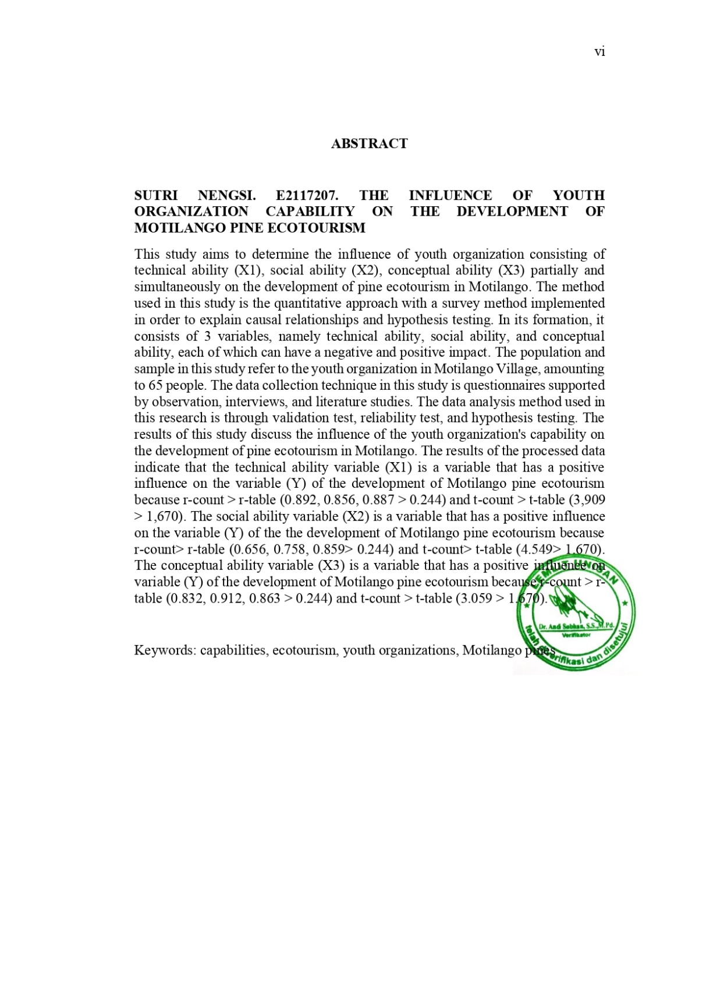 vi
ABSTRACT
SUTRI NENGSI. E2117207. THE INFLUENCE OF YOUTH
ORGANIZATION CAPABILITY ON THE DEVELOPMENT OF
MOTILANGO PINE ECOTOURISM
This study aims to determine the influence of youth organization consisting of
technical ability (X1), social ability (X2), conceptual ability (X3) partially and
simultaneously on the development of pine ecotourism in Motilango. The method
used in this study is the quantitative approach with a survey method implemented
in order to explain causal relationships and hypothesis testing. In its formation, it
consists of 3 variables, namely technical ability, social ability, and conceptual
ability, each of which can have a negative and positive impact. The population and
sample in this study refer to the youth organization in Motilango Village, amounting
to 65 people. The data collection technique in this study is questionnaires supported
by observation, interviews, and literature studies. The data analysis method used in
this research is through validation test, reliability test, and hypothesis testing. The
results of this study discuss the influence of the youth organization's capability on
the development of pine ecotourism in Motilango. The results of the processed data
indicate that the technical ability variable (X1) is a variable that has a positive
influence on the variable (Y) of the development of Motilango pine ecotourism
because r-count > r-table (0.892, 0.856, 0.887 > 0.244) and t-count > t-table (3,909
> 1,670). The social ability variable (X2) is a variable that has a positive influence
on the variable (Y) of the the development of Motilango pine ecotourism because
r-count> r-table (0.656, 0.758, 0.859> 0.244) and t-count> t-table (4.549> 1.670).
The conceptual ability variable (X3) is a variable that has a positive influence on
variable (Y) of the development of Motilango pine ecotourism because r-count > r-
table (0.832, 0.912, 0.863 > 0.244) and t-count > t-table (3.059 > 1.670).
UNISAN
Dr. Andi Subhan, S.S.,M.Pd.
Verifikator
telah diverifikasi dan disetujui
Keywords: capabilities, ecotourism, youth organizations, Motilango pines